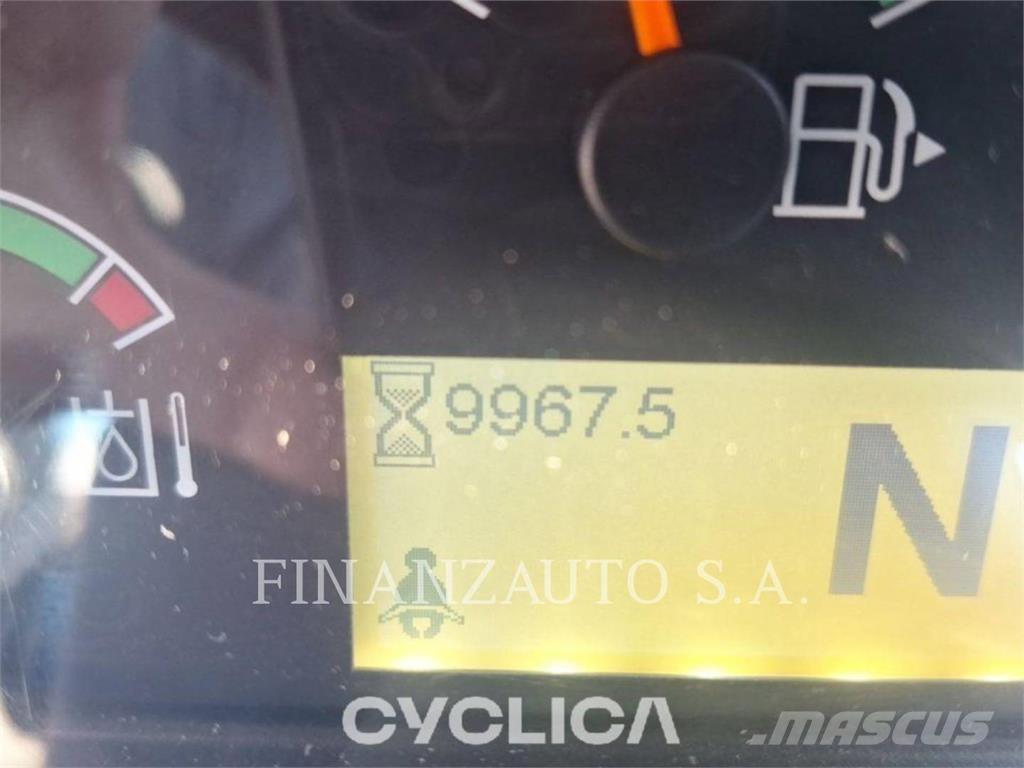 9967.5
N
FINANZAUTO S.A.
CYCLICA
MASCUS